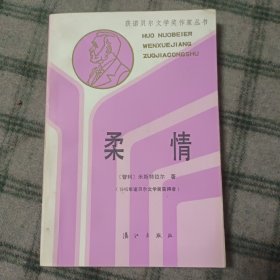 获诺贝尔文学奖作家丛书
HUO NUOBEIER
WENXUEJIANG
ZUOJIACONGSHU
柔情
〔智利〕米斯特拉尔 著
(1945年诺贝尔文学奖获得者)
漓江出版社